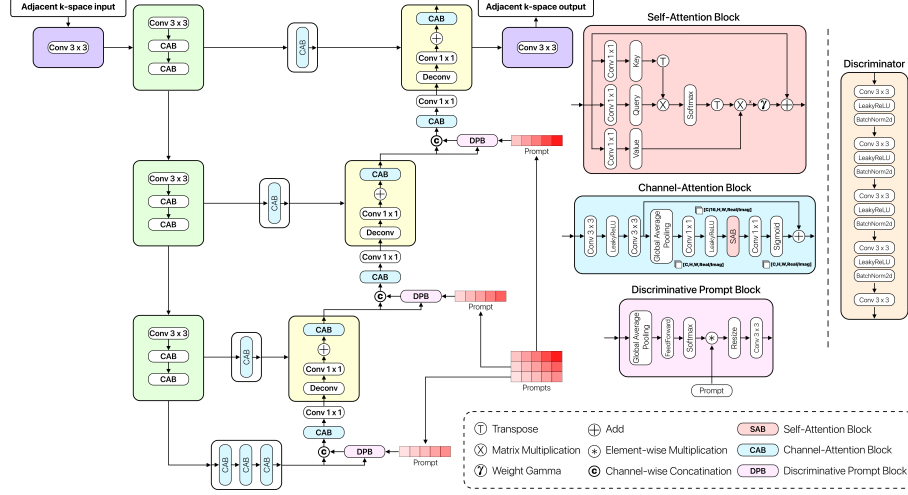 Adjacent k-space input
Conv 3 x 3
Conv 3 x 3
CAB
CAB
CAB
CAB
Conv 1 x 1
Deconv
Conv 1 x 1
CAB
DPB
Prompt
Adjacent k-space output
Conv 3 x 3
Conv 3 x 3
CAB
CAB
CAB
CAB
Conv 1 x 1
Deconv
Conv 1 x 1
CAB
DPB
Prompt
Conv 3 x 3
CAB
CAB
CAB
CAB
Conv 1 x 1
Deconv
Conv 1 x 1
CAB
DPB
Prompt
Prompts
CAB
CAB
CAB
Self-Attention Block
Conv 1 x 1
Key
T
Conv 1 x 1
Query
X
Softmax
T
X
γ
Conv 1 x 1
Value
Channel-Attention Block
Conv 3 x 3
LeakyReLU
Conv 3 x 3
Global Average
Pooling
Conv 1 x 1
LeakyReLU
SAB
Conv 1 x 1
Sigmoid
[C/16,H,W,Real/Imag]
[C,H,W,Real/Imag]
[C,H,W,Real/Imag]
Discriminative Prompt Block
Global Average
Pooling
FeedForward
Softmax
Resize
Conv 3 x 3
Prompt
Discriminator
Conv 3 x 3
LeakyReLU
BatchNorm2d
Conv 3 x 3
LeakyReLU
BatchNorm2d
Conv 3 x 3
LeakyReLU
BatchNorm2d
Conv 3 x 3
LeakyReLU
BatchNorm2d
Conv 3 x 3
T Transpose
X Matrix Multiplication
γ Weight Gamma
+ Add
* Element-wise Multiplication
C Channel-wise Concatination
SAB Self-Attention Block
CAB Channel-Attention Block
DPB Discriminative Prompt Block